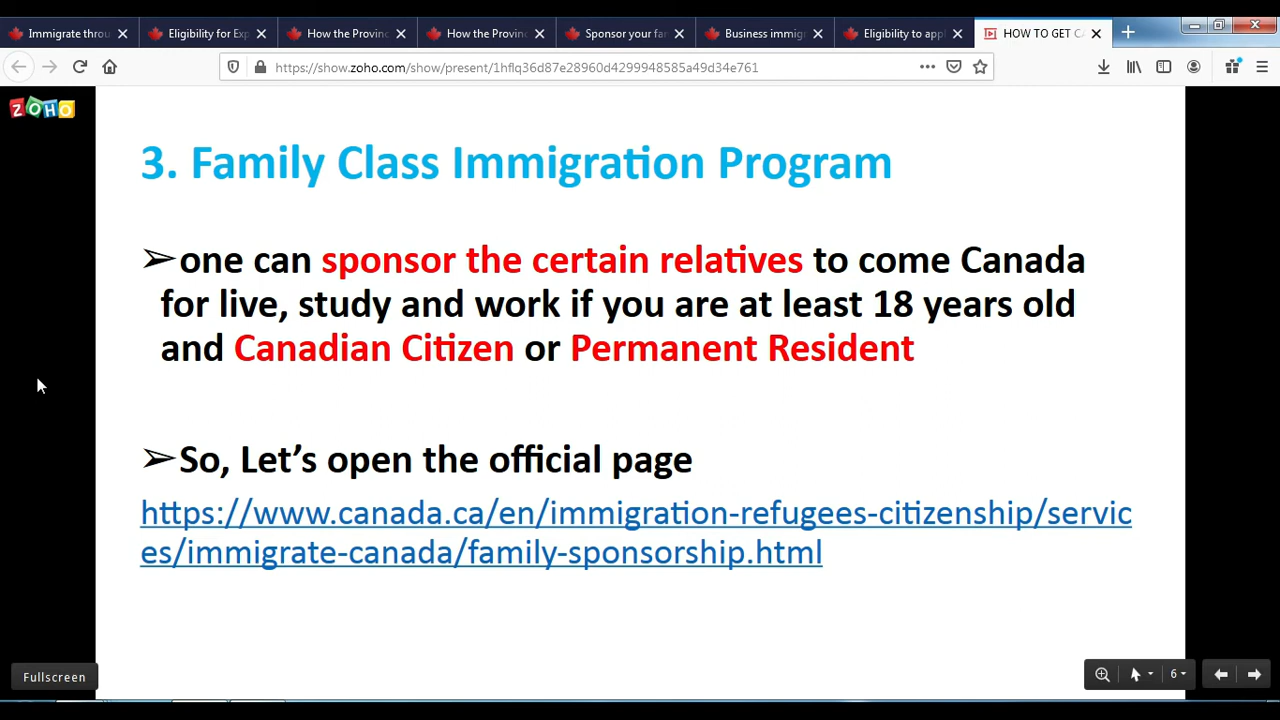 Immigrate throu
Eligibility for Exp
How the Provinc
How the Provinc
Sponsor your fam
Business immigr
Eligibility to appl
HOW TO GET CA
https://show.zoho.com/show/present/1hflq36d87e28960d4299948585a49d34e761
ZOHO
3. Family Class Immigration Program
➢one can sponsor the certain relatives to come Canada
for live, study and work if you are at least 18 years old
and Canadian Citizen or Permanent Resident
➢So, Let’s open the official page
https://www.canada.ca/en/immigration-refugees-citizenship/servic
es/immigrate-canada/family-sponsorship.html
Fullscreen
6